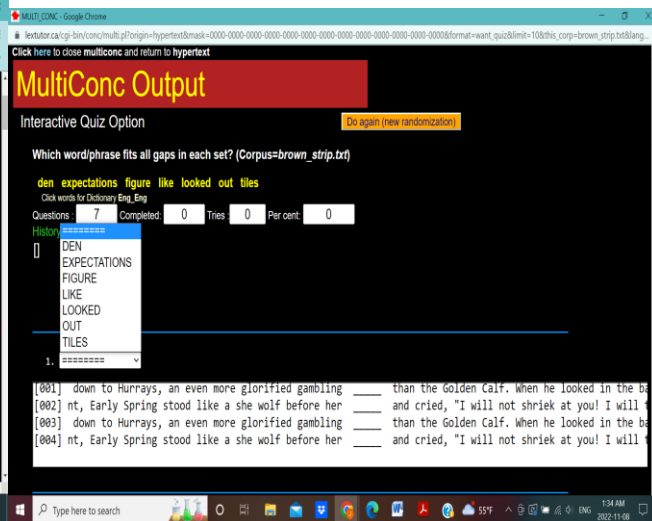 MULTI_CONC - Google Chrome
lextutor.ca/cgi-bin/conc/multi.pl?origin=hypertext&mask=0000-0000-0000-0000-0000-0000-0000-0000-0000-0000-0000-0000-0000-0000-00008&format=want_quiz&limit=10&this_corp=brown_strip.txt&lang...
Click here to close multiconc and return to hypertext
MultiConc Output
Interactive Quiz Option
Do again (new randomization)
Which word/phrase fits all gaps in each set? (Corpus=brown_strip.txt)
den expectations figure like looked out tiles
Click words for Dictionary Eng_Eng
Questions : 7 Completed: 0 Tries : 0 Per cent: 0
History ========
[]
DEN
EXPECTATIONS
FIGURE
LIKE
LOOKED
OUT
TILES
1. ========
[001] down to Hurrays, an even more glorified gambling _____ than the Golden Calf. When he looked in the ba
[002] nt, Early Spring stood like a she wolf before her _____ and cried, "I will not shriek at you! I will t
[003] down to Hurrays, an even more glorified gambling _____ than the Golden Calf. When he looked in the ba
[004] nt, Early Spring stood like a she wolf before her _____ and cried, "I will not shriek at you! I will t
Type here to search
55°F
ENG
1:34 AM
2022-11-08